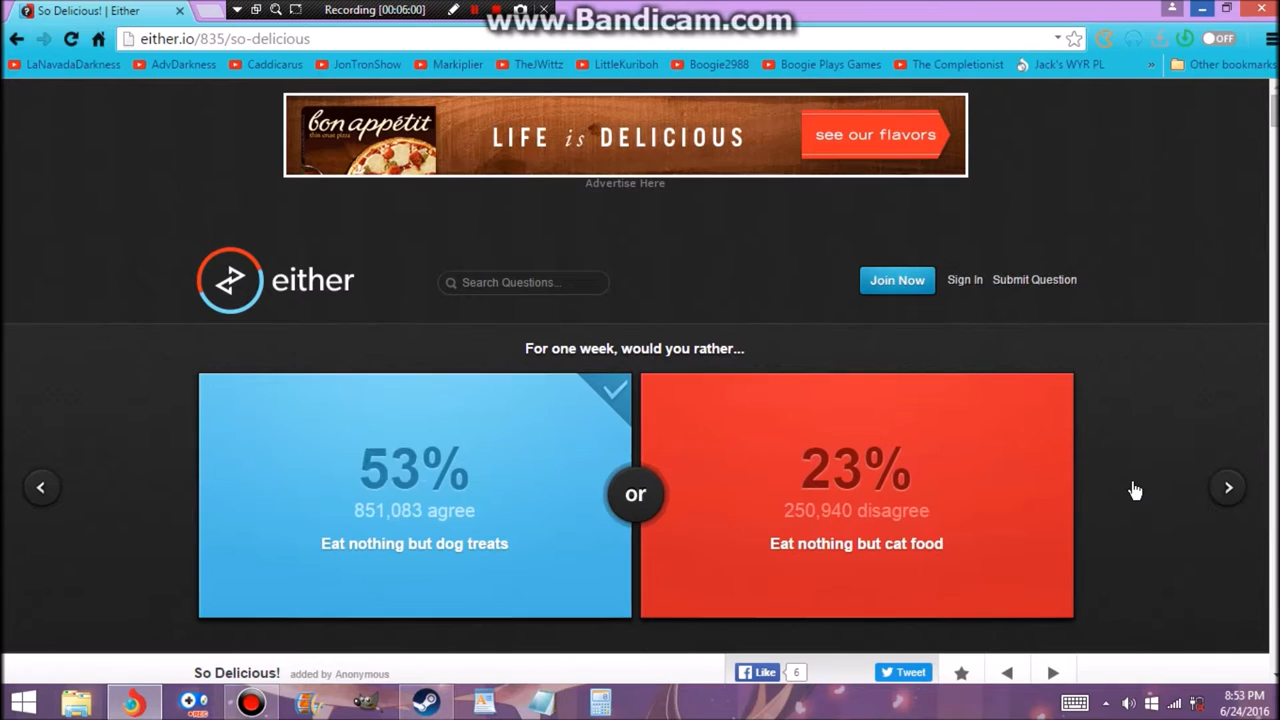 So Delicious! | Either
Recording [00:06:00]
www.Bandicam.com
either.io/835/so-delicious
OFF
LaNavadaDarkness
AdvDarkness
Caddicarus
JonTronShow
Markiplier
TheJWittz
LittleKuriboh
Boogie2988
Boogie Plays Games
The Completionist
Jack's WYR PL
»
Other bookmarks
bon appétit
thin crust pizza
LIFE is DELICIOUS
see our flavors
Advertise Here
either
Search Questions...
Join Now
Sign In
Submit Question
For one week, would you rather...
53%
851,083 agree
Eat nothing but dog treats
or
23%
250,940 disagree
Eat nothing but cat food
So Delicious!
added by Anonymous
Like
6
Tweet
REC
8:53 PM
6/24/2016